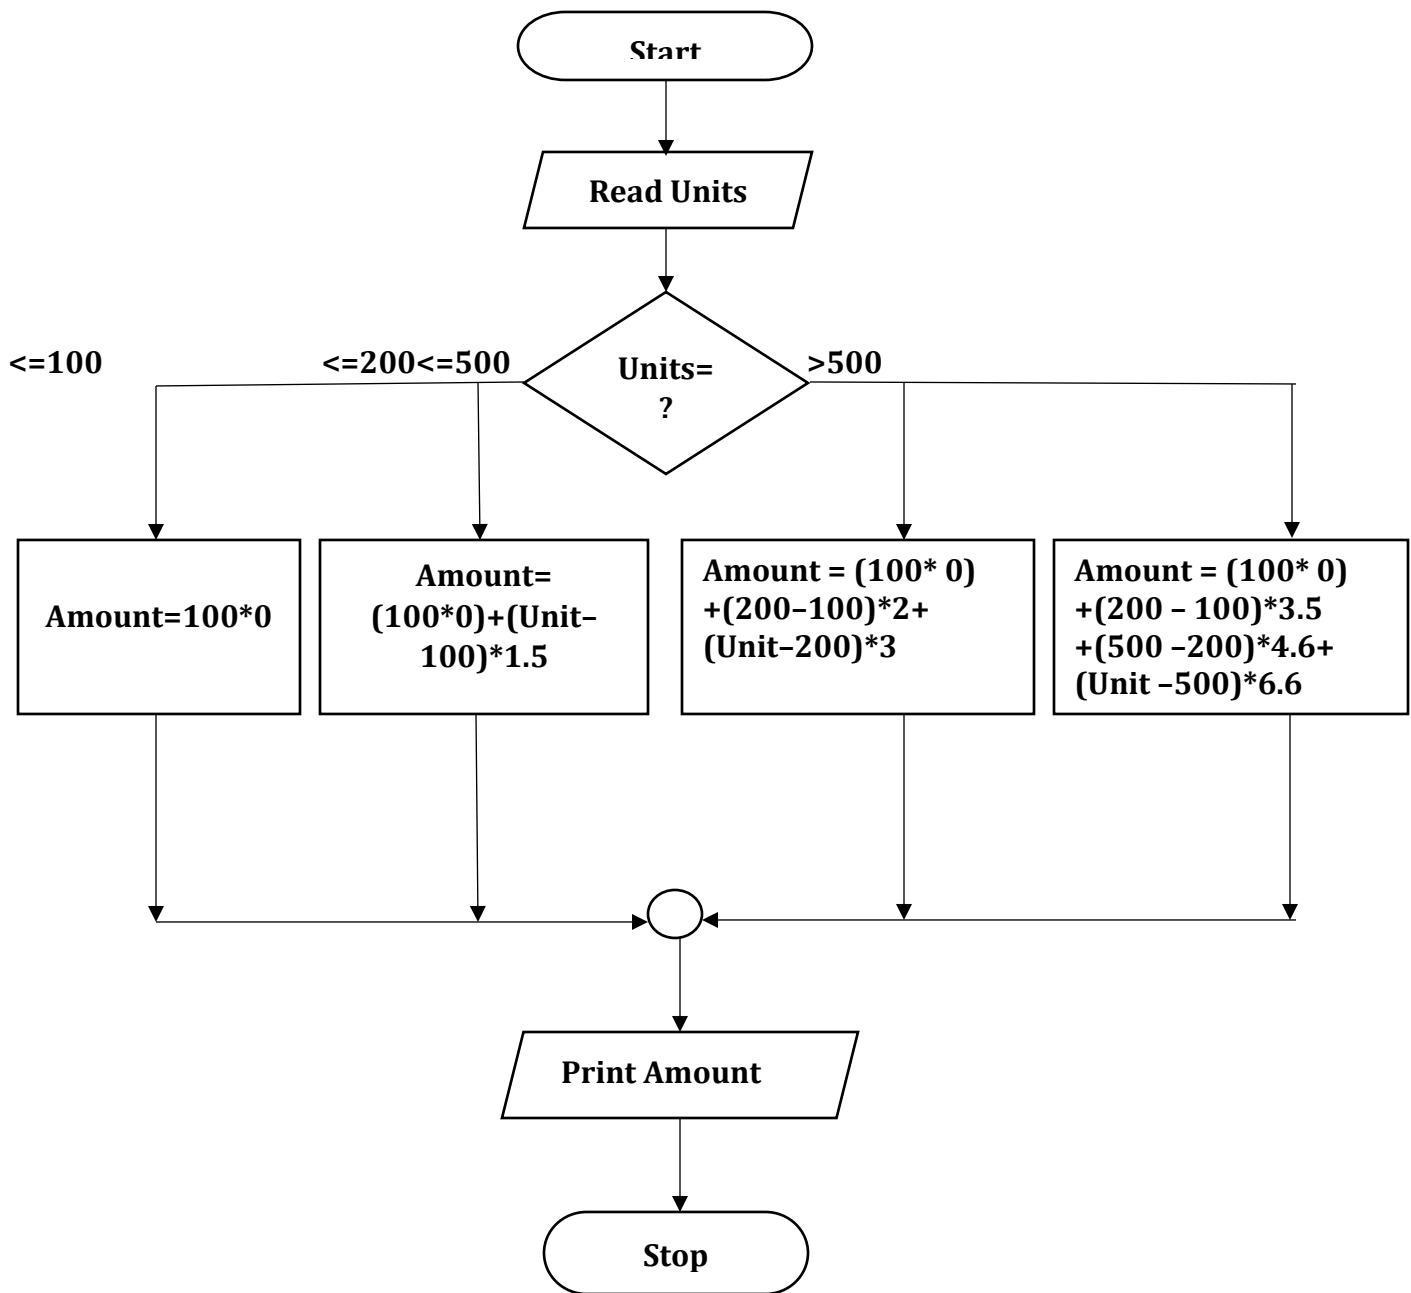 Start
Read Units
<=100
<=200<=500
>500
Units=
?
Amount=100*0
Amount=
(100*0)+(Unit–
100)*1.5
Amount = (100* 0)
+(200–100)*2+
(Unit–200)*3
Amount = (100* 0)
+(200 – 100)*3.5
+(500 –200)*4.6+
(Unit –500)*6.6
Print Amount
Stop